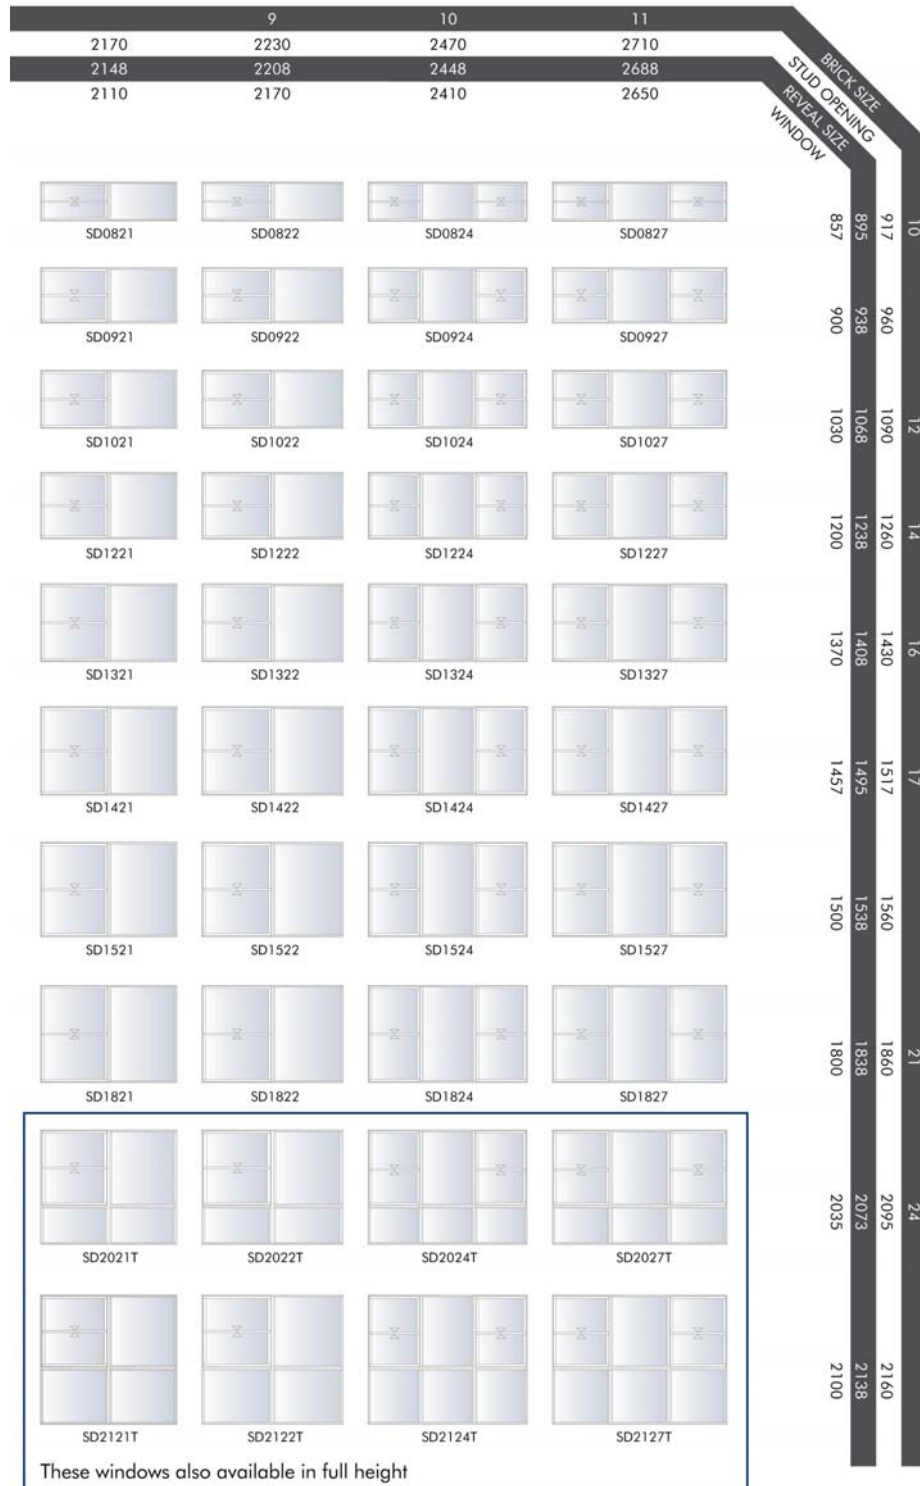 9 10 11
2170 2230 2470 2710
2148 2208 2448 2688
2110 2170 2410 2650
BRICK SIZE
STUD OPENING
REVEAL SIZE
WINDOW
SD0821 SD0822 SD0824 SD0827
857 895 917 10
SD0921 SD0922 SD0924 SD0927
900 938 960
SD1021 SD1022 SD1024 SD1027
1030 1068 1090 12
SD1221 SD1222 SD1224 SD1227
1200 1238 1260 14
SD1321 SD1322 SD1324 SD1327
1370 1408 1430 16
SD1421 SD1422 SD1424 SD1427
1457 1495 1517 17
SD1521 SD1522 SD1524 SD1527
1500 1538 1560
SD1821 SD1822 SD1824 SD1827
1800 1838 1860 21
SD2021T SD2022T SD2024T SD2027T
2035 2073 2095 24
SD2121T SD2122T SD2124T SD2127T
2100 2138 2160
These windows also available in full height